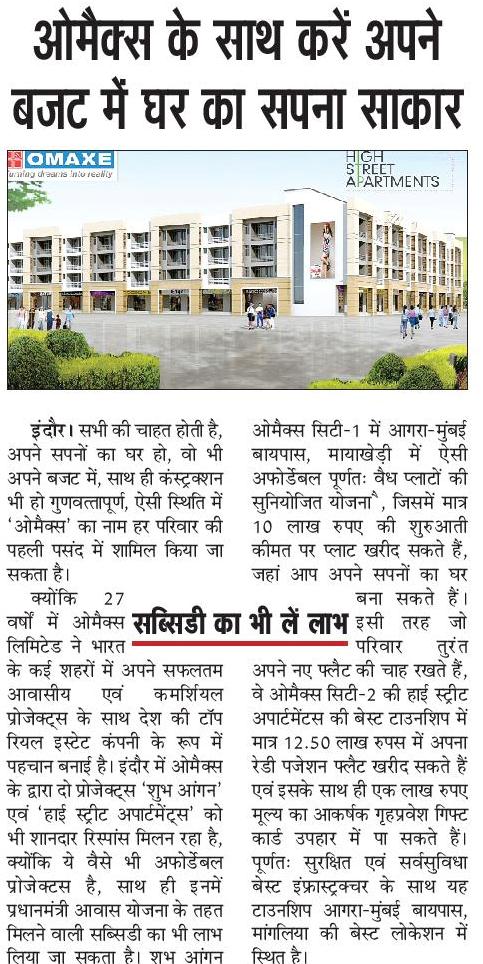 ओमैक्स के साथ करें अपने
बजट में घर का सपना साकार
OMAXE
urning dreams into reality
HIGH
STREET
APARTMENTS
इंदौर। सभी की चाहत होती है,
अपने सपनों का घर हो, वो भी
अपने बजट में, साथ ही कंस्ट्रक्शन
भी हो गुणवत्तापूर्ण, ऐसी स्थिति में
‘ओमैक्स’ का नाम हर परिवार की
पहली पसंद में शामिल किया जा
सकता है।
क्योंकि 27
वर्षों में ओमैक्स
लिमिटेड ने भारत
के कई शहरों में अपने सफलतम
आवासीय एवं कमर्शियल
प्रोजेक्ट्स के साथ देश की टॉप
रियल इस्टेट कंपनी के रूप में
पहचान बनाई है। इंदौर में ओमैक्स
के द्वारा दो प्रोजेक्ट्स ‘शुभ आंगन’
एवं ‘हाई स्ट्रीट अपार्टमेंट्स’ को
भी शानदार रिस्पांस मिलन रहा है,
क्योंकि ये वैसे भी अफोर्डेबल
प्रोजेक्टस है, साथ ही इनमें
प्रधानमंत्री आवास योजना के तहत
मिलने वाली सब्सिडी का भी लाभ
लिया जा सकता है। शुभ आंगन
सब्सिडी का भी लें लाभ
ओमैक्स सिटी-1 में आगरा-मुंबई
बायपास, मायाखेड़ी में ऐसी
अफोर्डेबल पूर्णतः वैध प्लाटों की
सुनियोजित योजना, जिसमें मात्र
10 लाख रुपए की शुरुआती
कीमत पर प्लाट खरीद सकते हैं,
जहां आप अपने सपनों का घर
बना सकते हैं।
इसी तरह जो
परिवार तुरंत
अपने नए फ्लैट की चाह रखते हैं,
वे ओमैक्स सिटी-2 की हाई स्ट्रीट
अपार्टमेंटस की बेस्ट टाउनशिप में
मात्र 12.50 लाख रुपस में अपना
रेडी पजेशन फ्लैट खरीद सकते हैं
एवं इसके साथ ही एक लाख रुपए
मूल्य का आकर्षक गृहप्रवेश गिफ्ट
कार्ड उपहार में पा सकते हैं।
पूर्णतः सुरक्षित एवं सर्वसुविधा
बेस्ट इंफ्रास्ट्रक्चर के साथ यह
टाउनशिप आगरा-मुंबई बायपास,
मांगलिया की बेस्ट लोकेशन में
स्थित है।